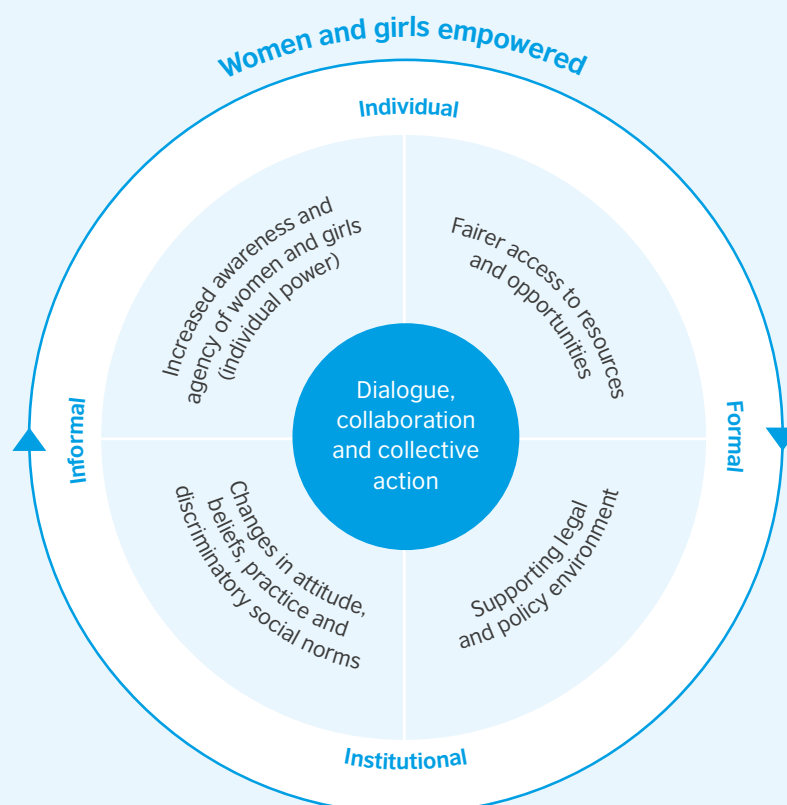 Women and girls empowered
Individual
Increased awareness and
agency of women and girls
(individual power)
Fairer access to resources
and opportunities
Dialogue,
collaboration
and collective
action
Informal
Formal
Changes in attitude,
beliefs, practice and
discriminatory social norms
Supporting legal
and policy environment
Institutional